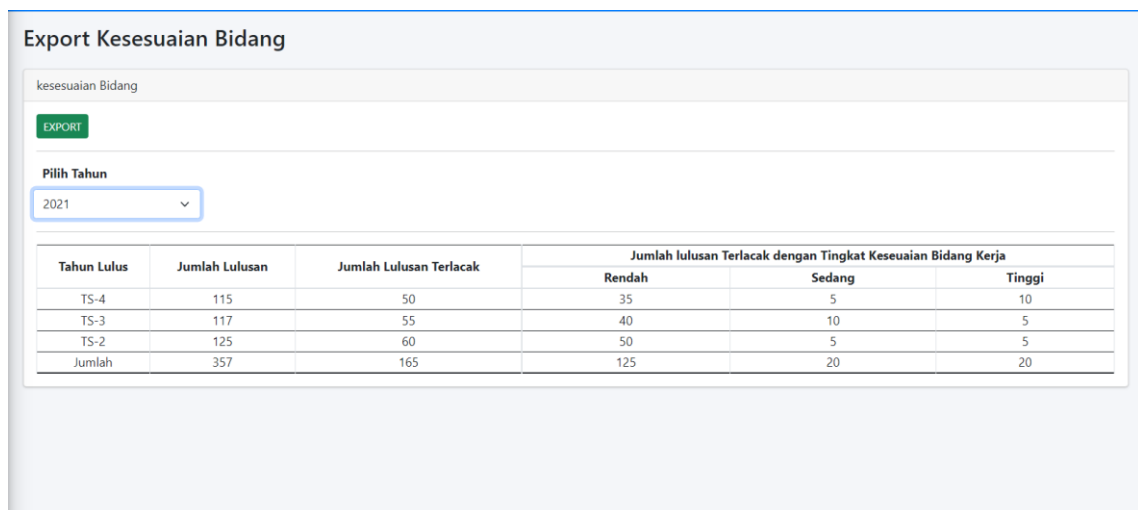 Export Kesesuaian Bidang
kesesuaian Bidang
EXPORT
Pilih Tahun
2021
Tahun Lulus Jumlah Lulusan Jumlah Lulusan Terlacak Jumlah lulusan Terlacak dengan Tingkat Keseuaian Bidang Kerja
Rendah Sedang Tinggi
TS-4 115 50 35 5 10
TS-3 117 55 40 10 5
TS-2 125 60 50 5 5
Jumlah 357 165 125 20 20